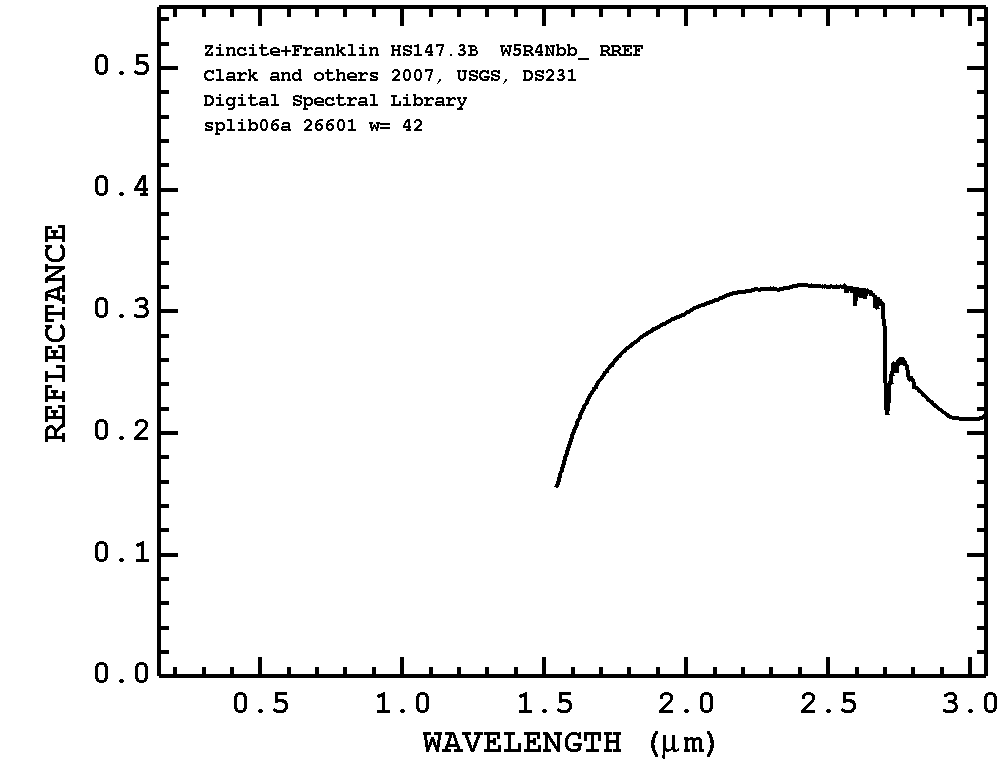 Zincite+Franklin HS147.3B W5R4Nbb_ RREF
Clark and others 2007, USGS, DS231
Digital Spectral Library
splib06a 26601 w= 42
REFLECTANCE
0.5
0.4
0.3
0.2
0.1
0.0
0.5 1.0 1.5 2.0 2.5 3.0
WAVELENGTH (μm)